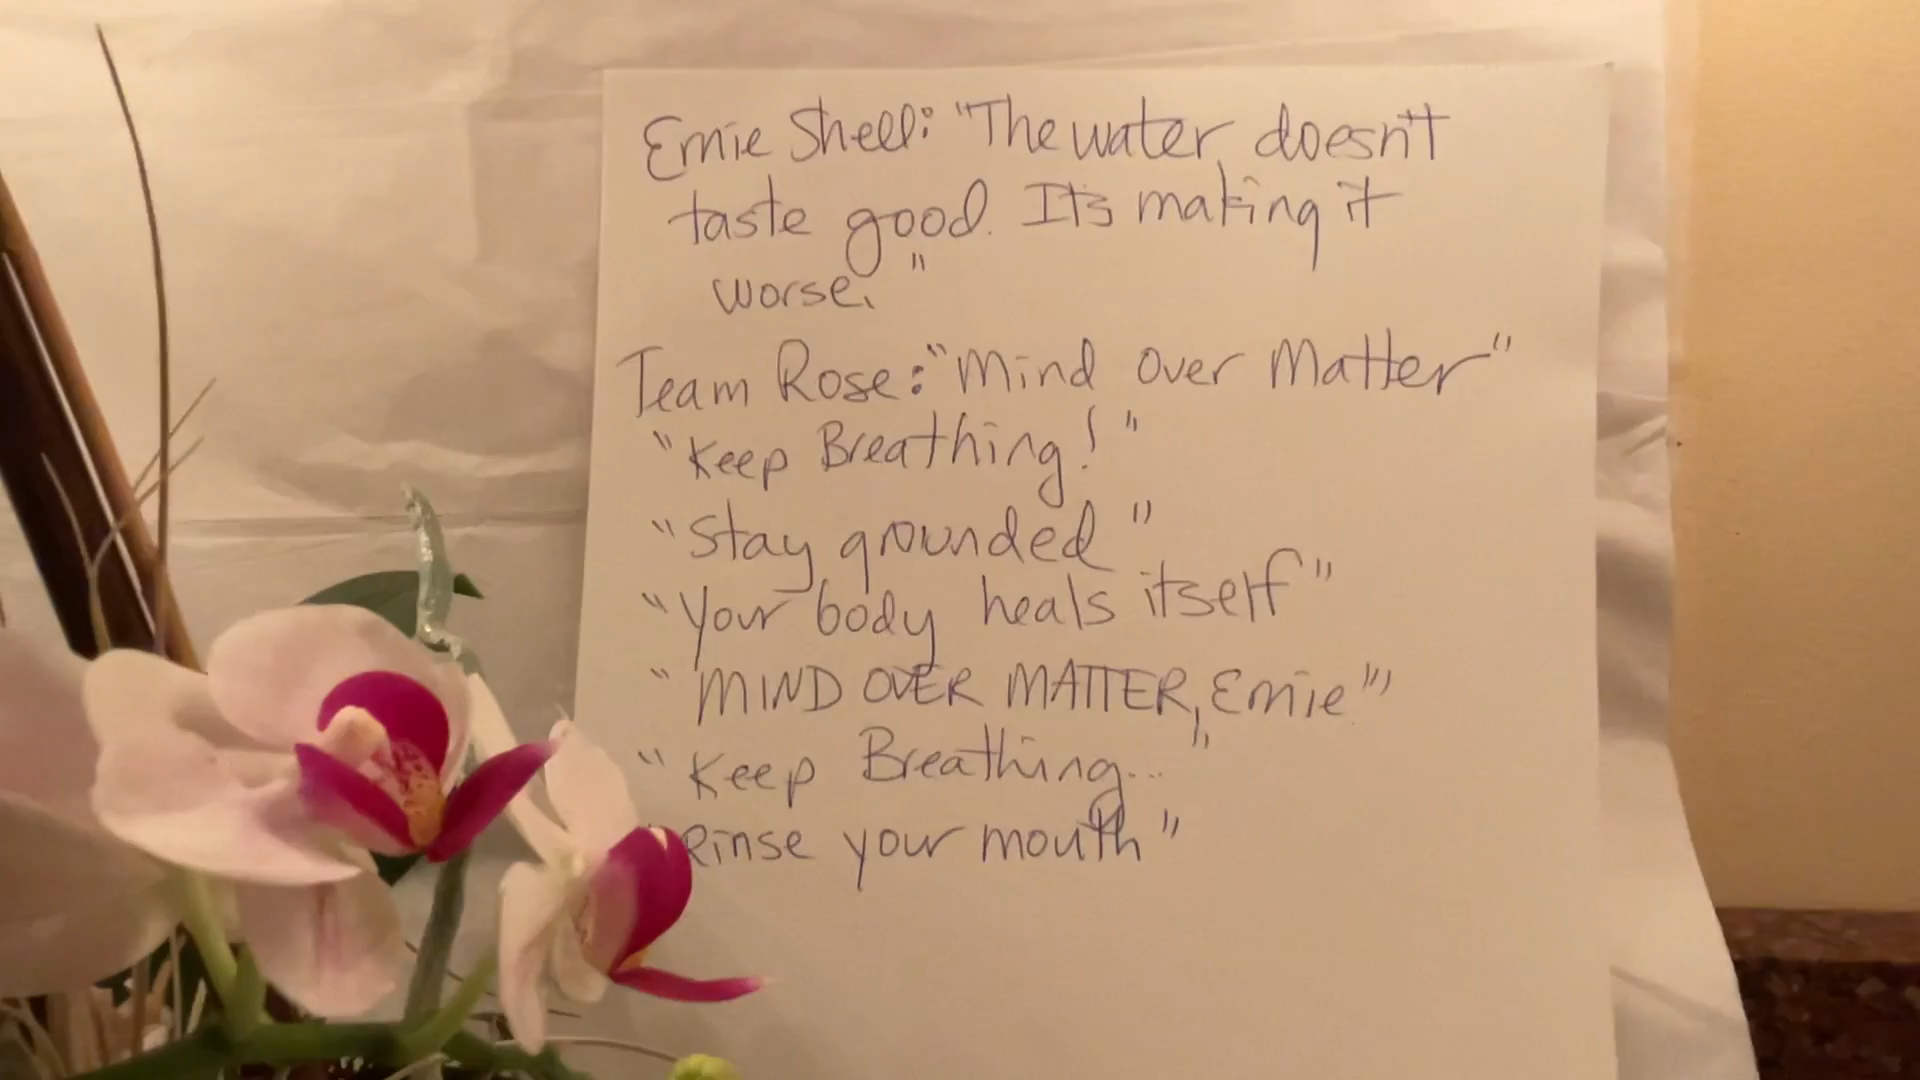 Ernie Shell: "The water doesn't
taste good. It's making it
worse."
Team Rose: "Mind Over Matter"
"Keep Breathing!"
"Stay grounded"
"Your body heals itself"
"MIND OVER MATTER, Ernie"'
"Keep Breathing..."
"Rinse your mouth"